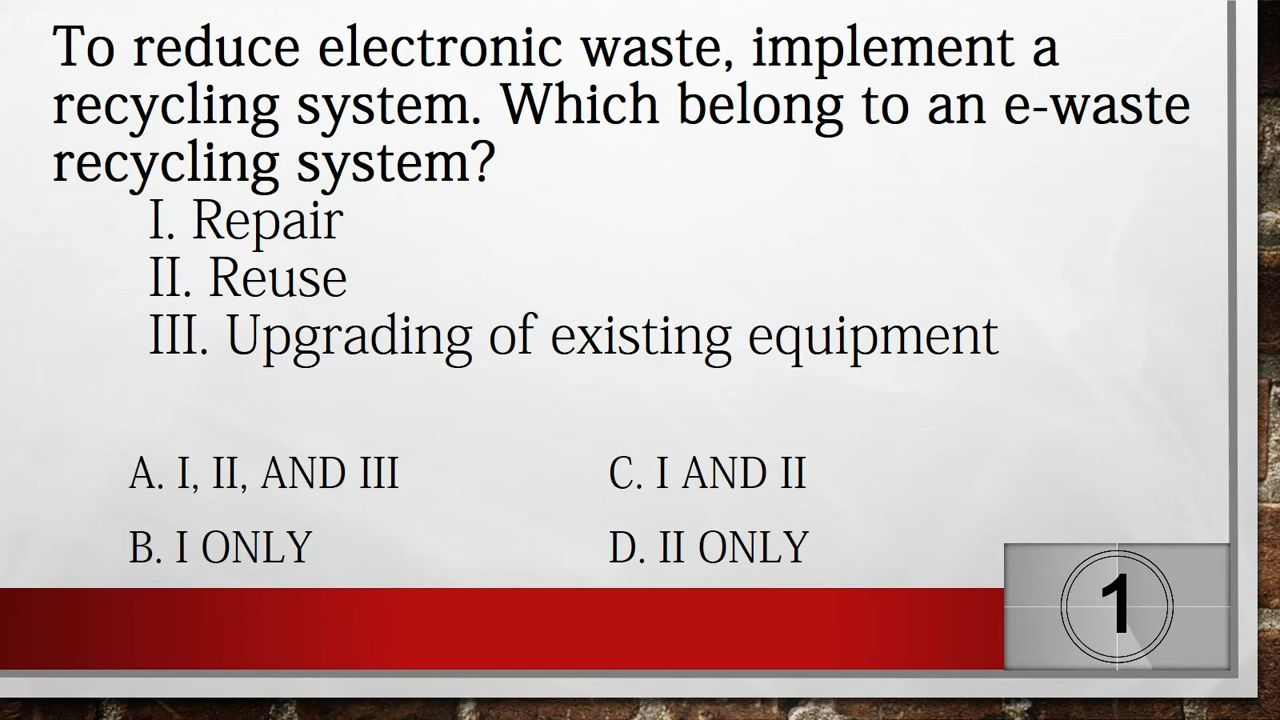 To reduce electronic waste, implement a
recycling system. Which belong to an e-waste
recycling system?
I. Repair
II. Reuse
III. Upgrading of existing equipment
A. I, II, AND III
C. I AND II
B. I ONLY
D. II ONLY
1